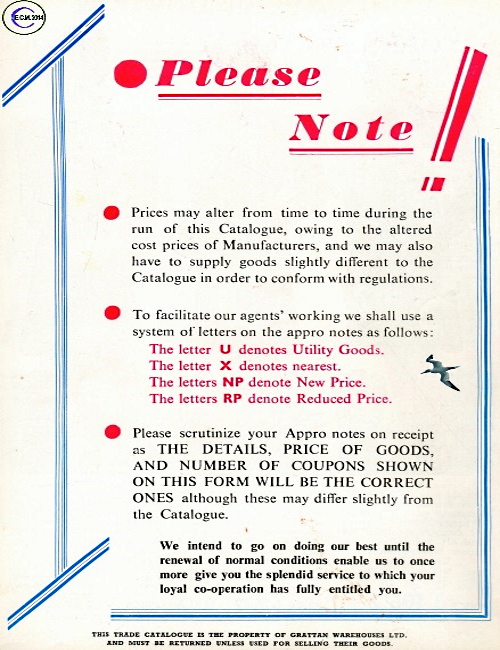 E.C.M. 2014
Please
Note!
Prices may alter from time to time during the
run of this Catalogue, owing to the altered
cost prices of Manufacturers, and we may also
have to supply goods slightly different to the
Catalogue in order to conform with regulations.
To facilitate our agents' working we shall use a
system of letters on the appro notes as follows:
The letter U denotes Utility Goods.
The letter X denotes nearest.
The letters NP denote New Price.
The letters RP denote Reduced Price.
Please scrutinize your Appro notes on receipt
as THE DETAILS, PRICE OF GOODS,
AND NUMBER OF COUPONS SHOWN
ON THIS FORM WILL BE THE CORRECT
ONES although these may differ slightly from
the Catalogue.
We intend to go on doing our best until the
renewal of normal conditions enable us to once
more give you the splendid service to which your
loyal co-operation has fully entitled you.
THIS TRADE CATALOGUE IS THE PROPERTY OF GRATTAN WAREHOUSES LTD.
AND MUST BE RETURNED UNLESS USED FOR SELLING THEIR GOODS.